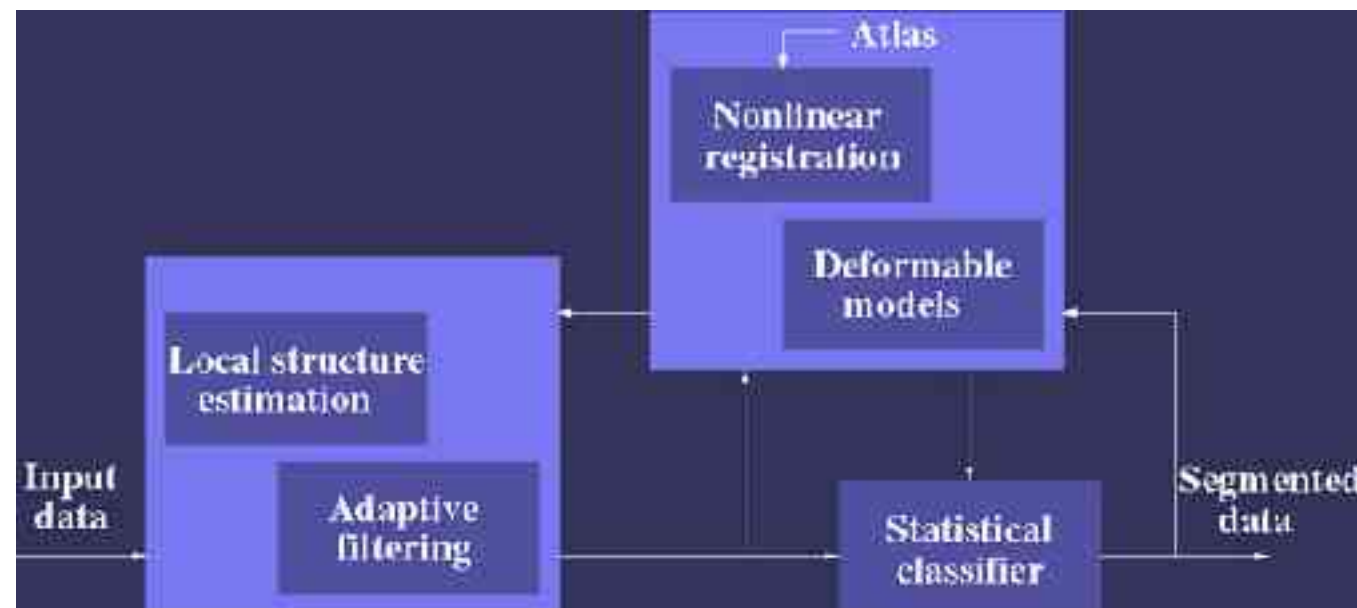 Atlas
Nonlinear
registration
Deformable
models
Local structure
estimation
Input
data
Adaptive
filtering
Statistical
classifier
Segmented
data